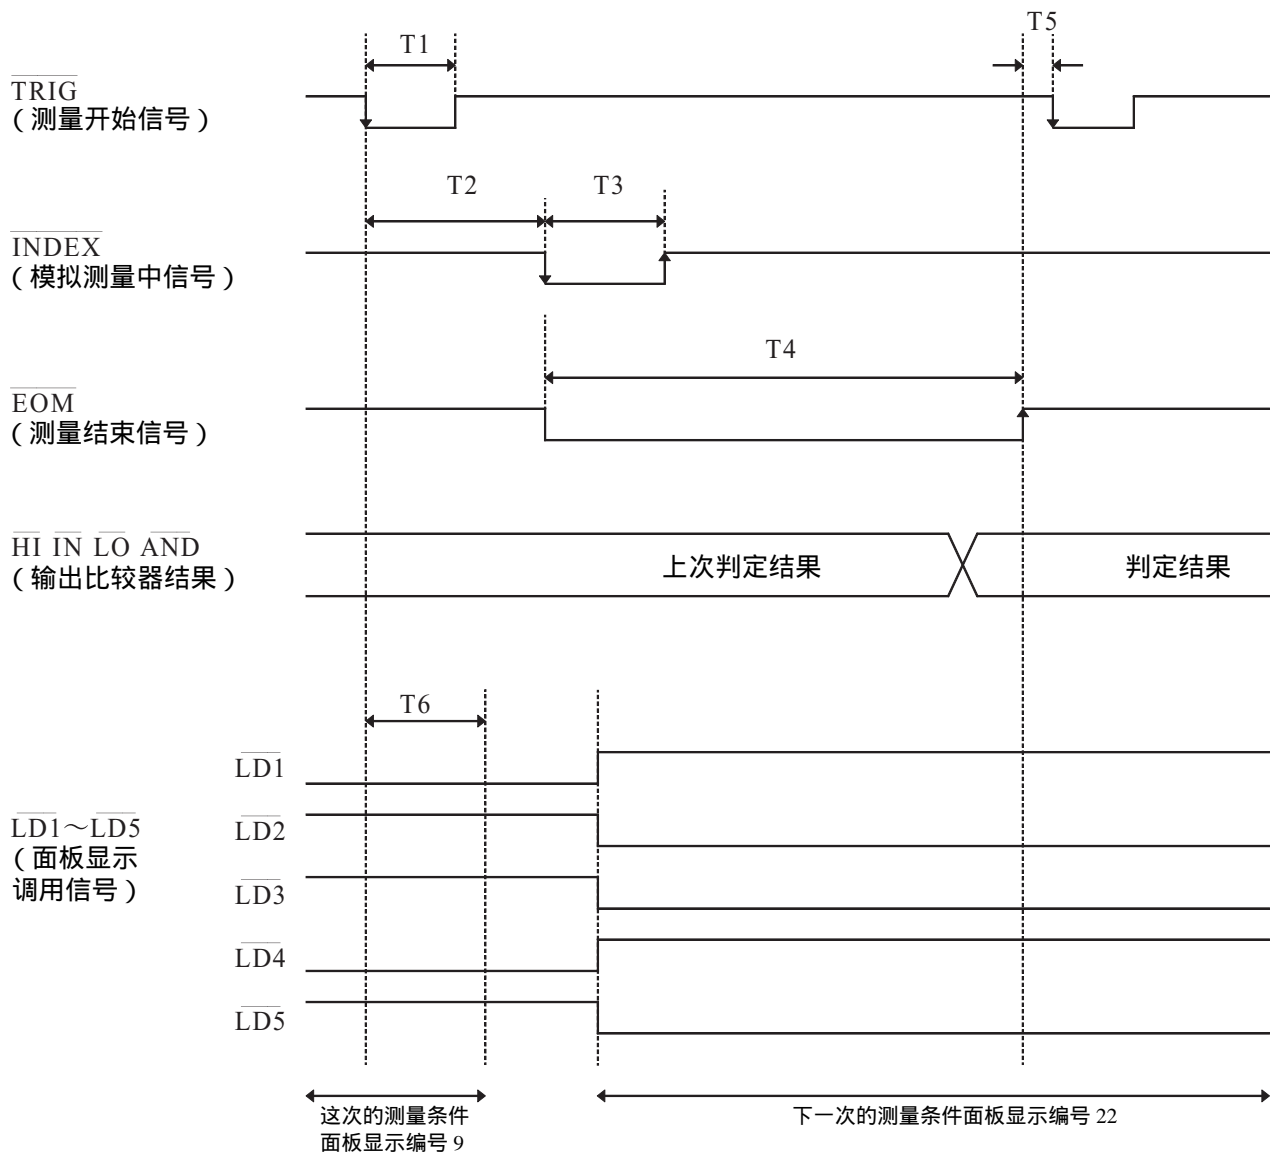 T5
T1
TRIG
（测量开始信号）
T2 T3
INDEX
（模拟测量中信号）
T4
EOM
（测量结束信号）
HI IN LO AND
（输出比较器结果）
上次判定结果 判定结果
T6
LD1
LD2
LD1～LD5
（面板显示
调用信号）
LD3
LD4
LD5
这次的测量条件
面板显示编号 9
下一次的测量条件面板显示编号 22